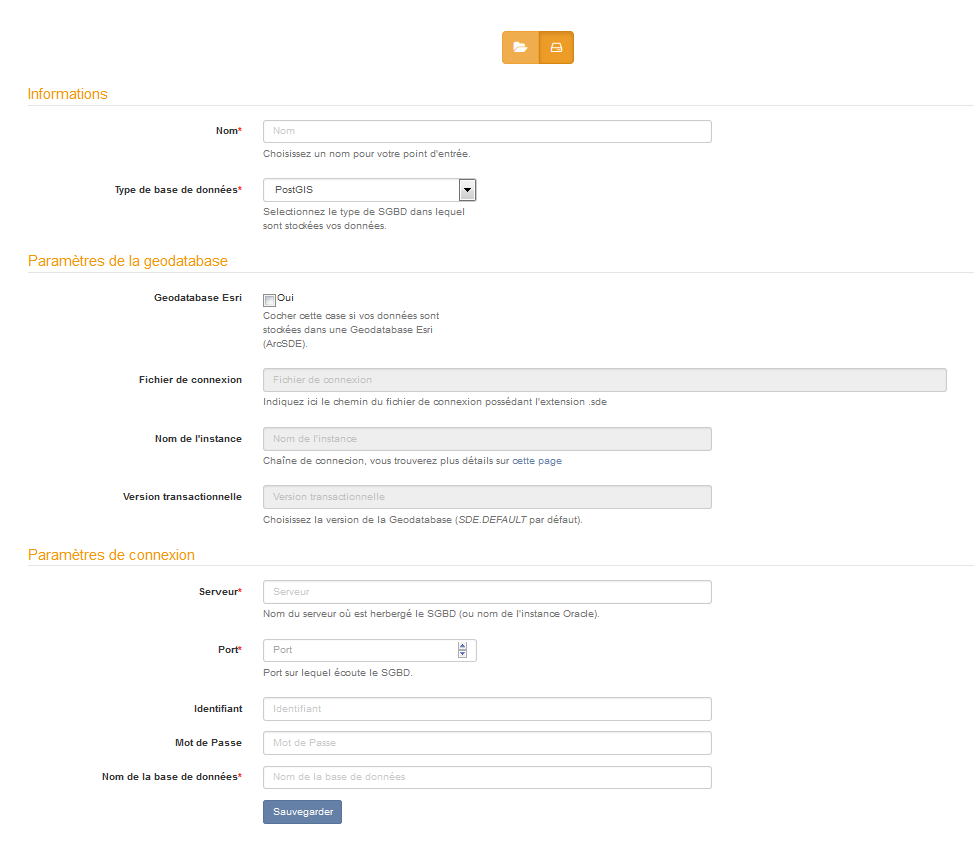 Informations
Nom*
Nom
Choisissez un nom pour votre point d'entrée.
Type de base de données*
PostGIS
Selectionnez le type de SGBD dans lequel
sont stockées vos données.
Paramètres de la geodatabase
Geodatabase Esri
Oui
Cocher cette case si vos données sont
stockées dans une Geodatabase Esri
(ArcSDE).
Fichier de connexion
Fichier de connexion
Indiquez ici le chemin du fichier de connexion possédant l'extension .sde
Nom de l'instance
Nom de l'instance
Chaîne de connecion, vous trouverez plus détails sur cette page
Version transactionnelle
Version transactionnelle
Choisissez la version de la Geodatabase (SDE.DEFAULT par défaut).
Paramètres de connexion
Serveur*
Serveur
Nom du serveur où est herbergé le SGBD (ou nom de l'instance Oracle).
Port*
Port
Port sur lequel écoute le SGBD.
Identifiant
Identifiant
Mot de Passe
Mot de Passe
Nom de la base de données*
Nom de la base de données
Sauvegarder